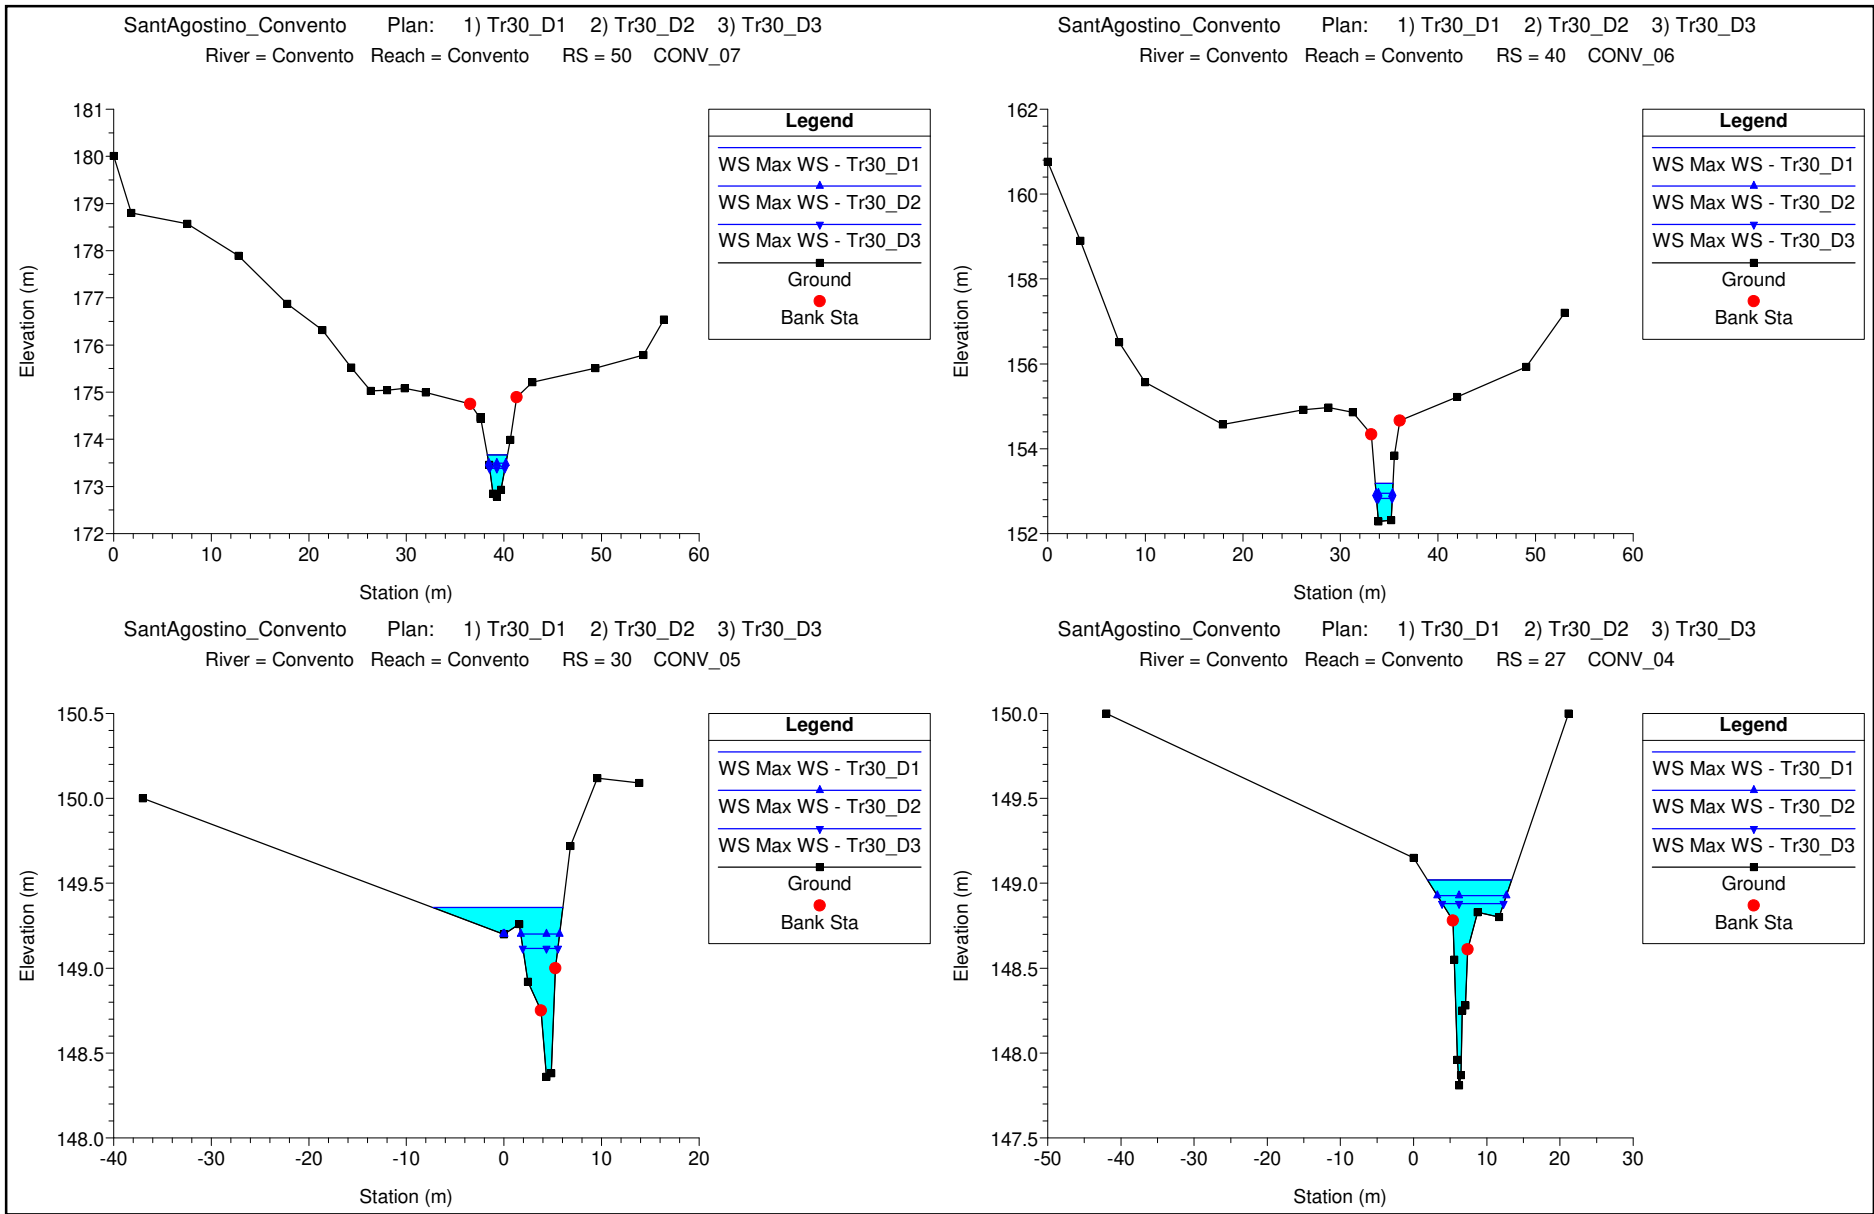 SantAgostino_Convento Plan: 1) Tr30_D1 2) Tr30_D2 3) Tr30_D3
River = Convento Reach = Convento RS = 50 CONV_07
181
180
179
178
177
176
175
174
173
172
Elevation (m)
0 10 20 30 40 50 60
Station (m)
Legend
WS Max WS - Tr30_D1
WS Max WS - Tr30_D2
WS Max WS - Tr30_D3
Ground
Bank Sta
SantAgostino_Convento Plan: 1) Tr30_D1 2) Tr30_D2 3) Tr30_D3
River = Convento Reach = Convento RS = 40 CONV_06
162
160
158
156
154
152
Elevation (m)
0 10 20 30 40 50 60
Station (m)
Legend
WS Max WS - Tr30_D1
WS Max WS - Tr30_D2
WS Max WS - Tr30_D3
Ground
Bank Sta
SantAgostino_Convento Plan: 1) Tr30_D1 2) Tr30_D2 3) Tr30_D3
River = Convento Reach = Convento RS = 30 CONV_05
150.5
150.0
149.5
149.0
148.5
148.0
Elevation (m)
-40 -30 -20 -10 0 10 20
Station (m)
Legend
WS Max WS - Tr30_D1
WS Max WS - Tr30_D2
WS Max WS - Tr30_D3
Ground
Bank Sta
SantAgostino_Convento Plan: 1) Tr30_D1 2) Tr30_D2 3) Tr30_D3
River = Convento Reach = Convento RS = 27 CONV_04
150.0
149.5
149.0
148.5
148.0
147.5
Elevation (m)
-50 -40 -30 -20 -10 0 10 20 30
Station (m)
Legend
WS Max WS - Tr30_D1
WS Max WS - Tr30_D2
WS Max WS - Tr30_D3
Ground
Bank Sta